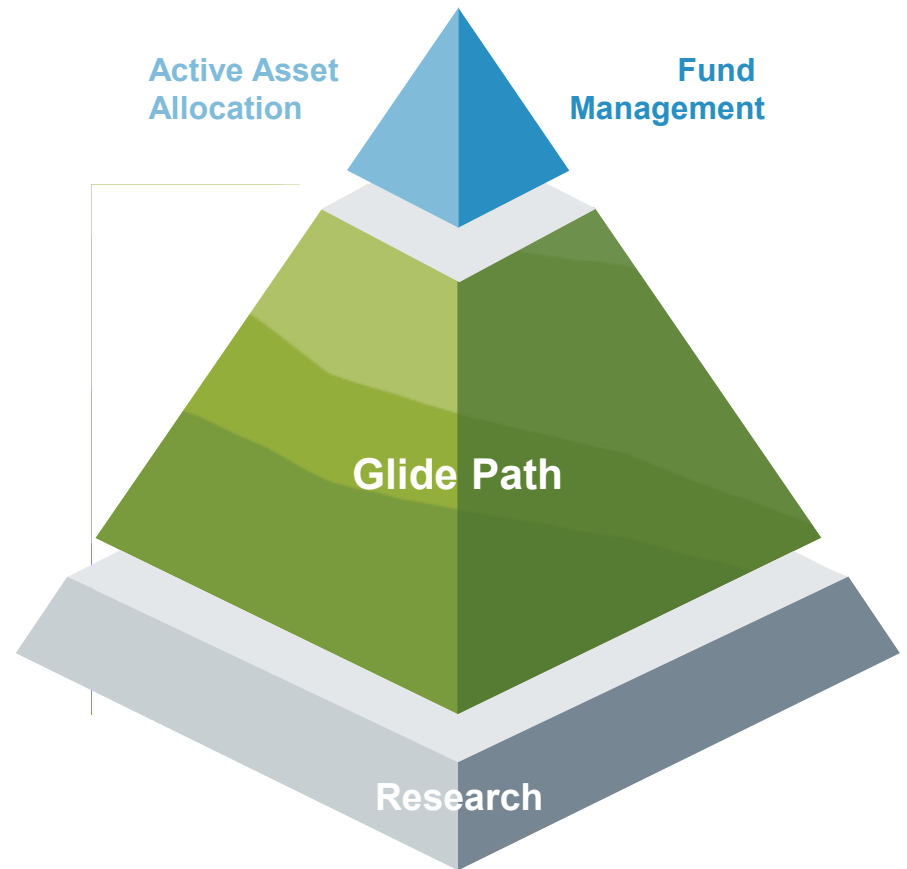 Active Asset
Allocation
Fund
Management
Glide Path
Research